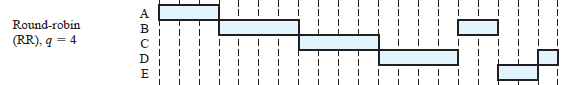 Round-robin
(RR), q = 4
A
B
C
D
E